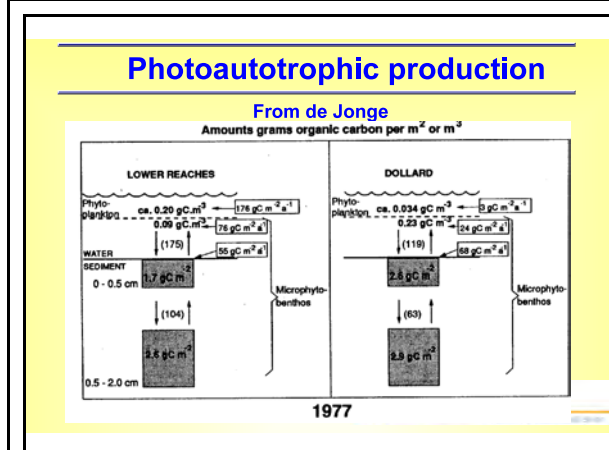 Photoautotrophic production
From de Jonge
Amounts grams organic carbon per m² or m³
LOWER REACHES
Phyto-
plankton
ca. 0.20 gC.m⁻³
176 gC m⁻² a⁻¹
0.09 gC.m⁻³
76 gC m⁻² a⁻¹
(175)
55 gC m⁻² a⁻¹
WATER
SEDIMENT
0 - 0.5 cm
1.7 gC m⁻²
(104)
Microphyto-
benthos
2.6 gC m⁻²
0.5 - 2.0 cm
DOLLARD
Phyto-
plankton
ca. 0.034 gC m⁻³
3 gC m⁻² a⁻¹
0.23 gC m⁻³
24 gC m⁻² a⁻¹
(119)
68 gC m⁻² a⁻¹
2.6 gC m⁻²
(63)
Microphyto-
benthos
2.9 gC m⁻²
1977